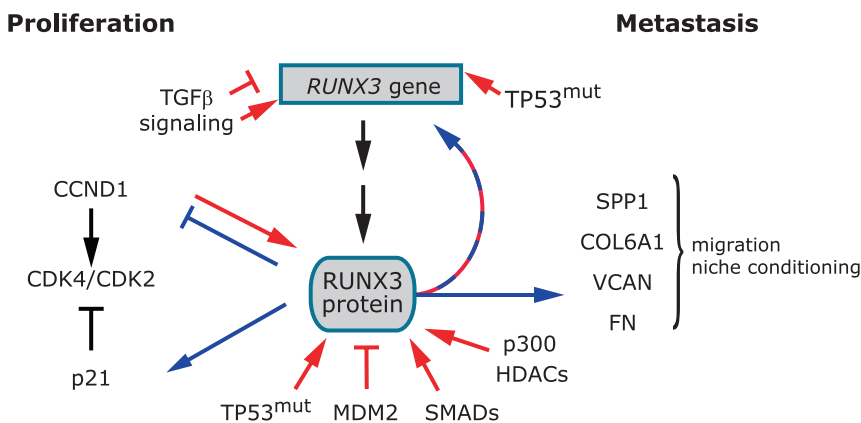 Proliferation
Metastasis
RUNX3 gene
TGFβ
signaling
TP53mut
CCND1
CDK4/CDK2
p21
RUNX3
protein
SPP1
COL6A1
VCAN
FN
migration
niche conditioning
p300
HDACs
TP53mut
MDM2
SMADs